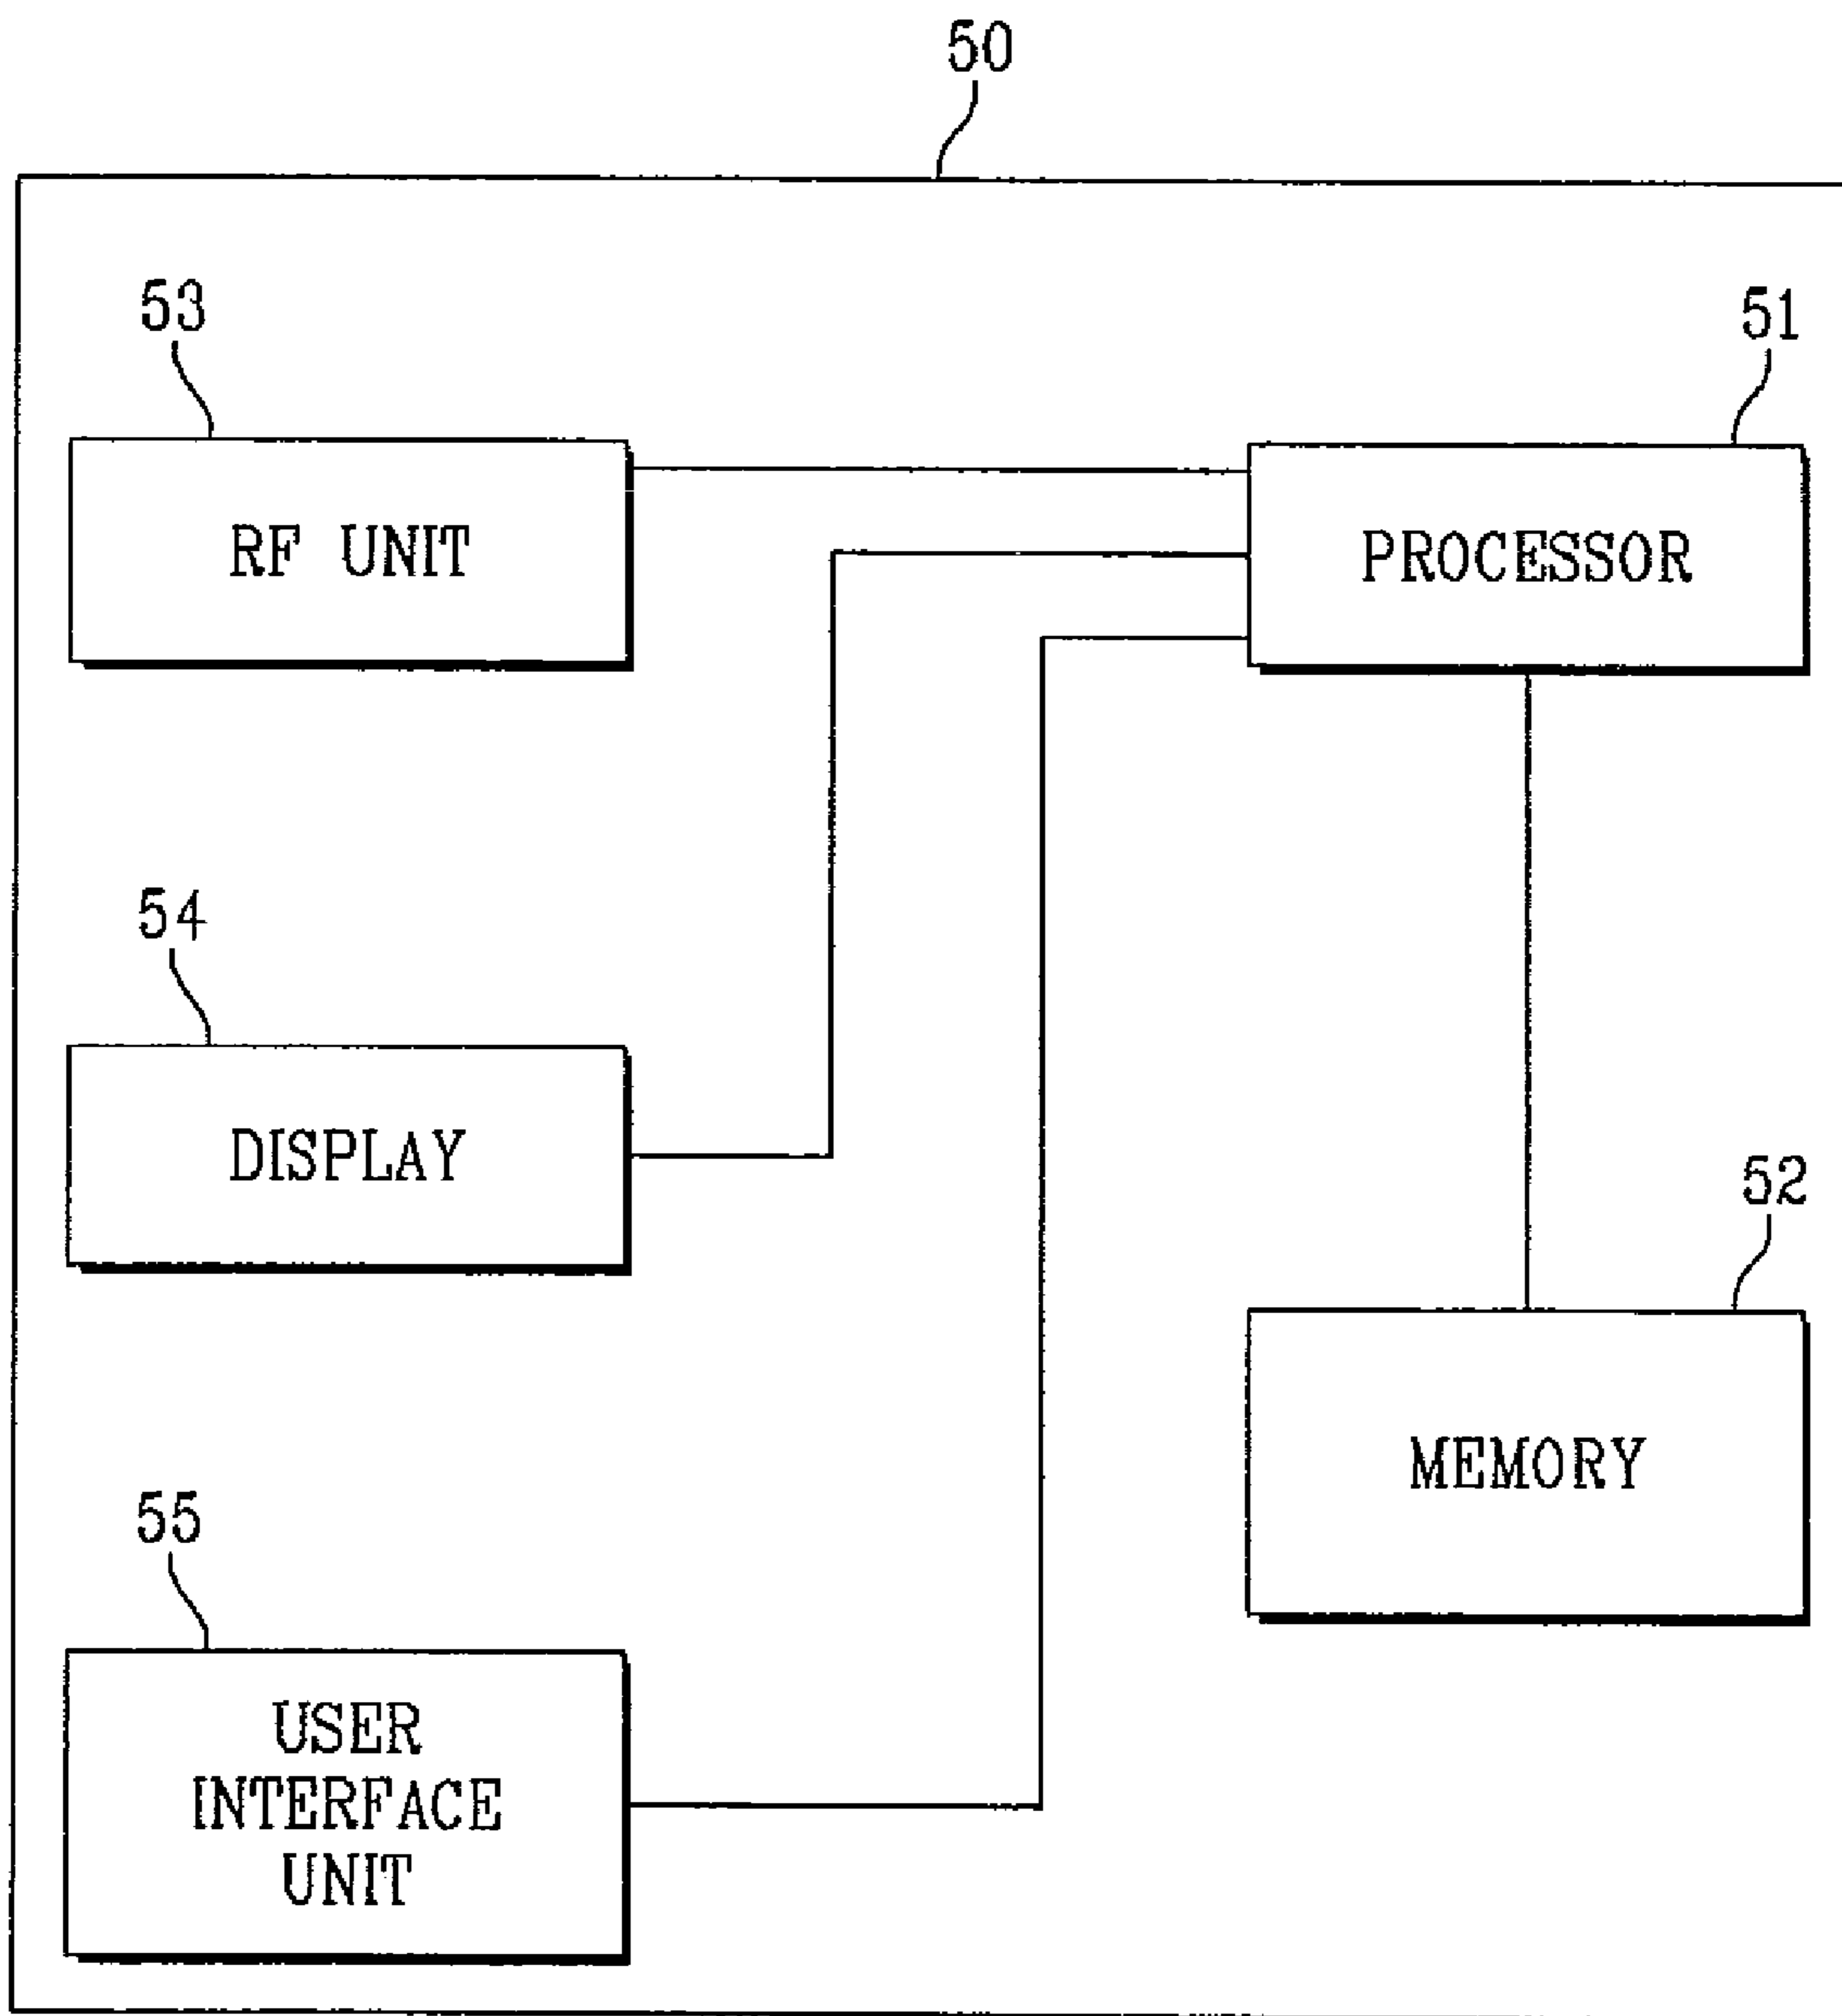 50
53
51
RF UNIT
PROCESSOR
54
DISPLAY
52
MEMORY
55
USER
INTERFACE
UNIT